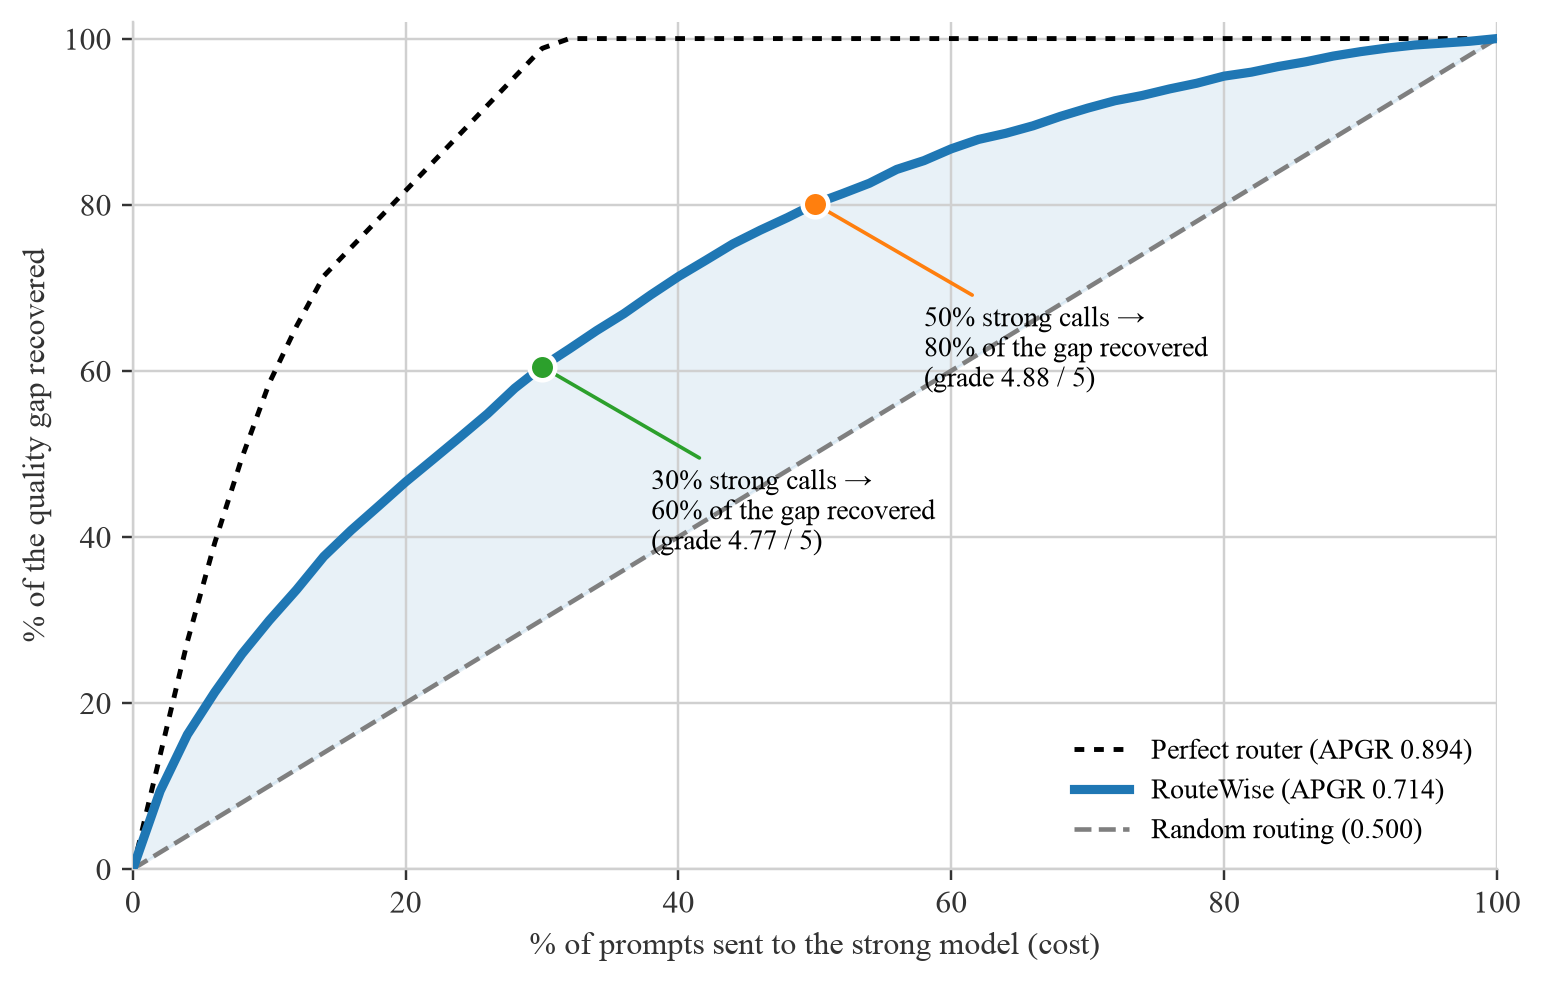 100
80
60
40
20
0
% of the quality gap recovered
50% strong calls →
80% of the gap recovered
(grade 4.88 / 5)
30% strong calls →
60% of the gap recovered
(grade 4.77 / 5)
Perfect router (APGR 0.894)
RouteWise (APGR 0.714)
Random routing (0.500)
0 20 40 60 80 100
% of prompts sent to the strong model (cost)